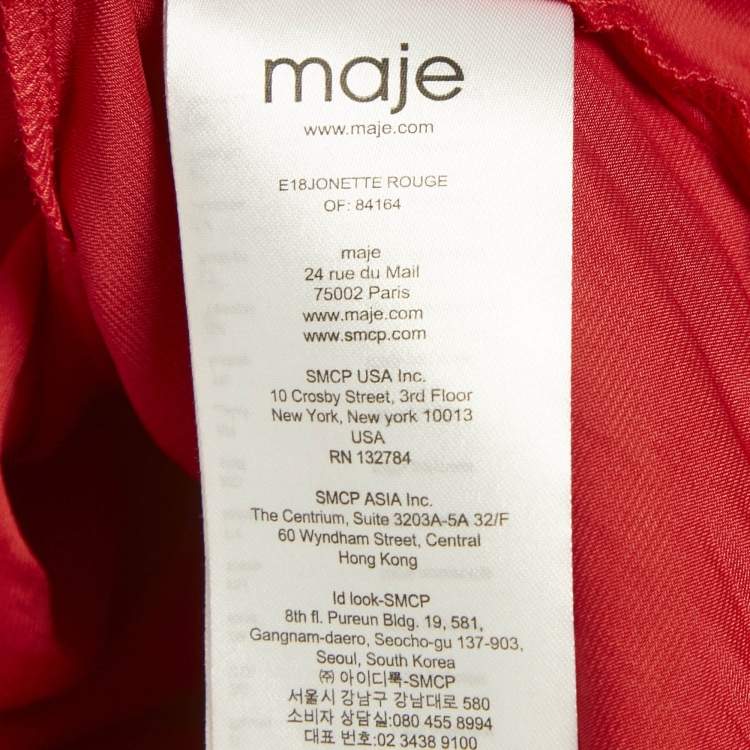 maje
www.maje.com
E18JONETTE ROUGE
OF: 84164
maje
24 rue du Mail
75002 Paris
www.maje.com
www.smcp.com
SMCP USA Inc.
10 Crosby Street, 3rd Floor
New York, New york 10013
USA
RN 132784
SMCP ASIA Inc.
The Centrium, Suite 3203A-5A 32/F
60 Wyndham Street, Central
Hong Kong
Id look-SMCP
8th fl. Pureun Bldg. 19, 581,
Gangnam-daero, Seocho-gu 137-903,
Seoul, South Korea
㈜ 아이디룩-SMCP
서울시 강남구 강남대로 580
소비자 상담실:080 455 8994
대표 번호:02 3438 9100